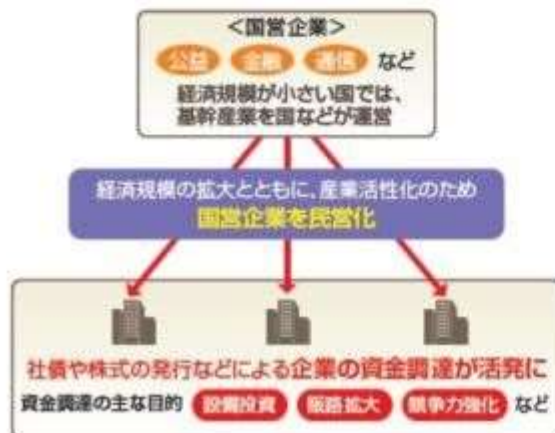 <国営企業>
公益 金融 通信 など
経済規模が小さい国では、
基幹産業を国などが運営
経済規模の拡大とともに、産業活性化のため
国営企業を民営化
社債や株式の発行などによる企業の資金調達が活発に
資金調達の主な目的 設備投資 販路拡大 競争力強化 など